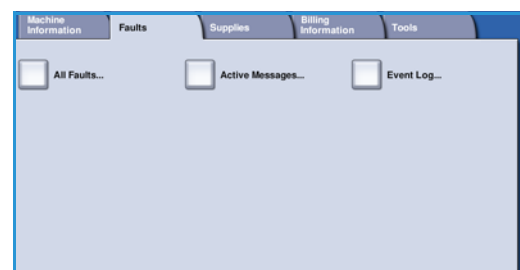 Machine
Information
Faults
Supplies
Billing
Information
Tools
All Faults...
Active Messages...
Event Log...